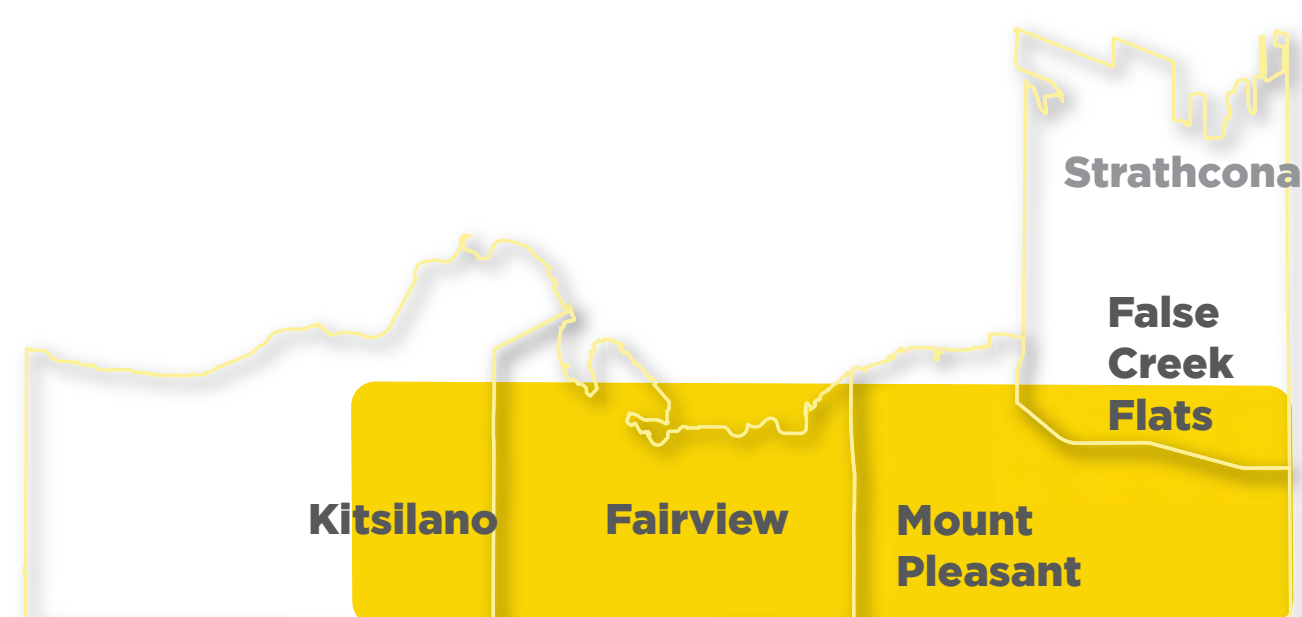 Strathcona
False
Creek
Flats
Kitsilano
Fairview
Mount
Pleasant